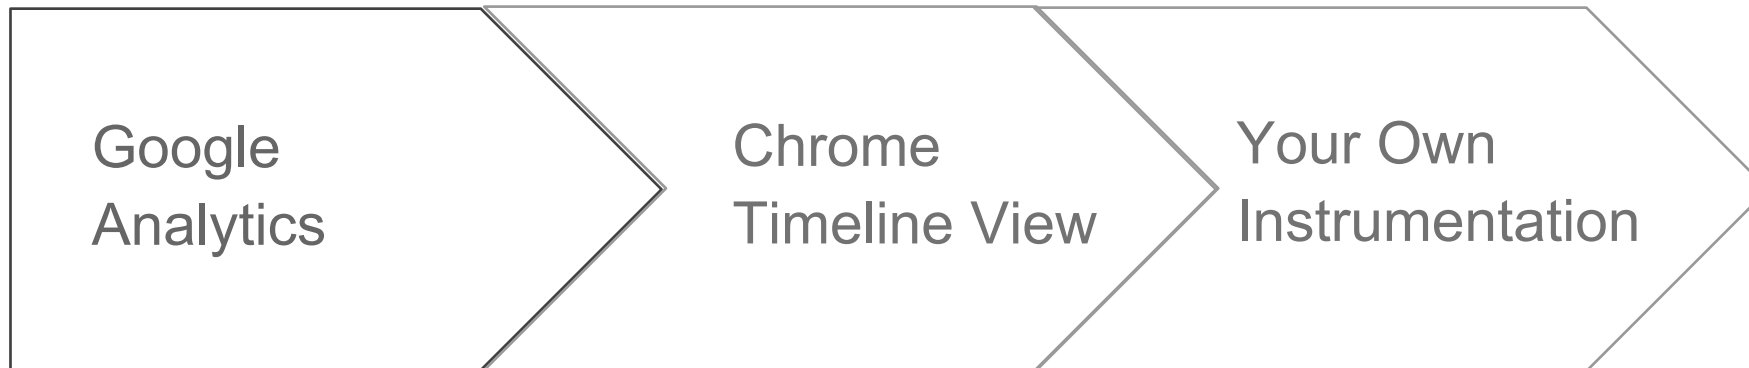 Google
Analytics
Chrome
Timeline View
Your Own
Instrumentation